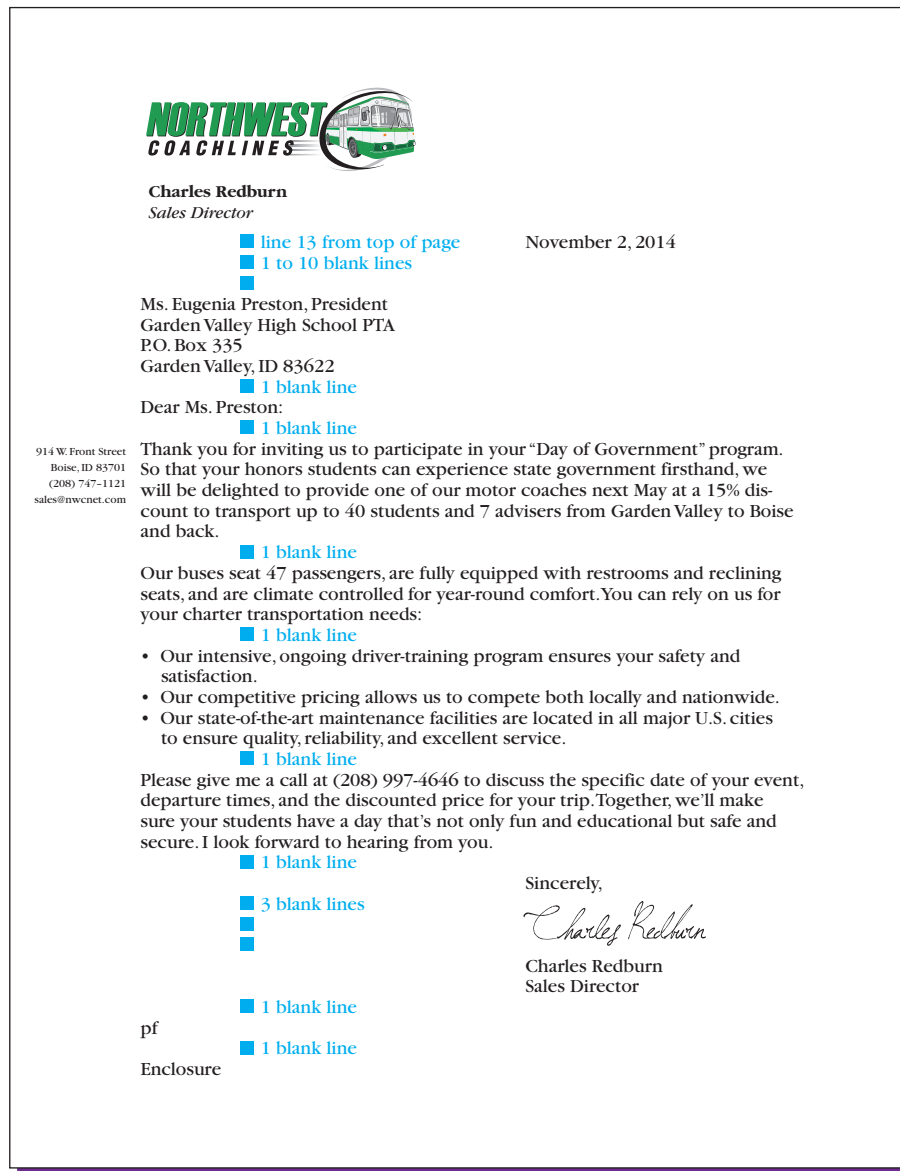 NORTHWEST
COACHLINES
Charles Redburn
Sales Director
line 13 from top of page November 2, 2014
1 to 10 blank lines
Ms. Eugenia Preston, President
Garden Valley High School PTA
P.O. Box 335
Garden Valley, ID 83622
1 blank line
Dear Ms. Preston:
1 blank line
914 W. Front Street
Boise, ID 83701
(208) 747–1121
sales@nwcnet.com
Thank you for inviting us to participate in your “Day of Government” program.
So that your honors students can experience state government firsthand, we
will be delighted to provide one of our motor coaches next May at a 15% dis-
count to transport up to 40 students and 7 advisers from Garden Valley to Boise
and back.
1 blank line
Our buses seat 47 passengers, are fully equipped with restrooms and reclining
seats, and are climate controlled for year-round comfort. You can rely on us for
your charter transportation needs:
1 blank line
• Our intensive, ongoing driver-training program ensures your safety and
satisfaction.
• Our competitive pricing allows us to compete both locally and nationwide.
• Our state-of-the-art maintenance facilities are located in all major U.S. cities
to ensure quality, reliability, and excellent service.
1 blank line
Please give me a call at (208) 997-4646 to discuss the specific date of your event,
departure times, and the discounted price for your trip. Together, we’ll make
sure your students have a day that’s not only fun and educational but safe and
secure. I look forward to hearing from you.
1 blank line
Sincerely,
3 blank lines
Charles Redburn
Charles Redburn
Sales Director
1 blank line
pf
1 blank line
Enclosure